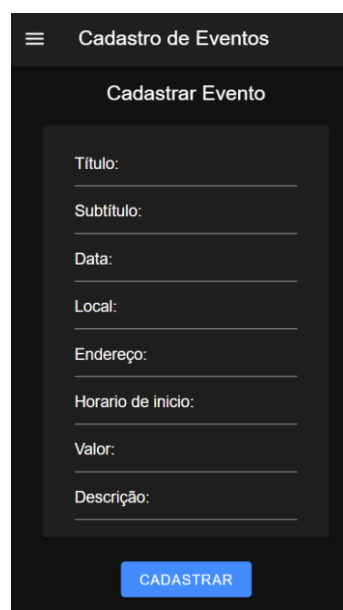 Cadastro de Eventos
Cadastrar Evento
Título:
Subtítulo:
Data:
Local:
Endereço:
Horario de inicio:
Valor:
Descrição:
CADASTRAR